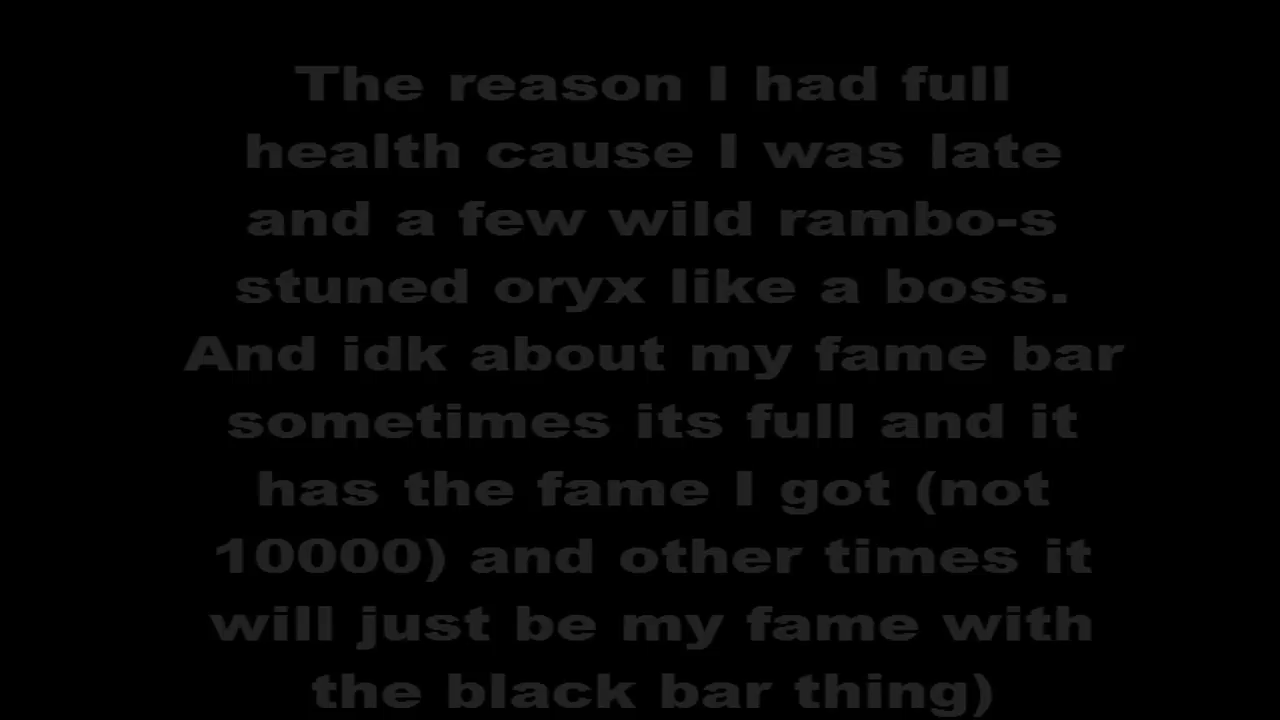 The reason I had full
health cause I was late
and a few wild rambo-s
stuned oryx like a boss.
And idk about my fame bar
sometimes its full and it
has the fame I got (not
10000) and other times it
will just be my fame with
the black bar thing)